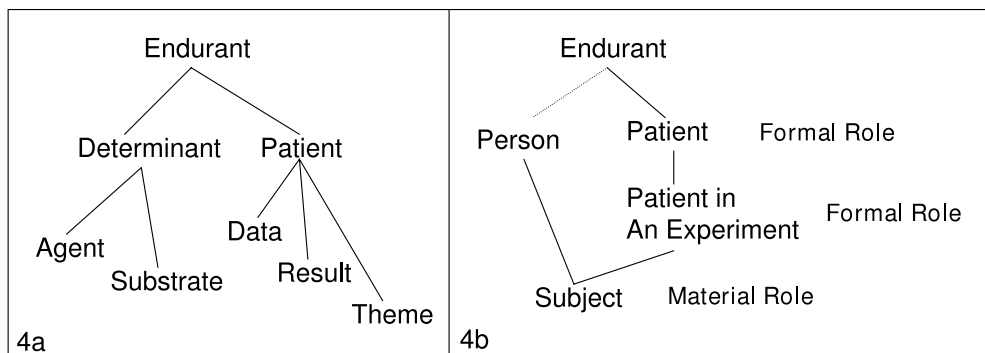 Endurant
Determinant Patient
Agent
Data
Substrate
Result
Theme
4a
Endurant
Person
Patient Formal Role
Patient in
An Experiment Formal Role
Subject Material Role
4b